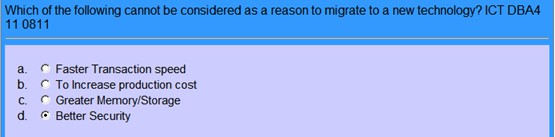 Which of the following cannot be considered as a reason to migrate to a new technology? ICT DBA4
11 0811
a. Faster Transaction speed
b. To Increase production cost
c. Greater Memory/Storage
d. Better Security